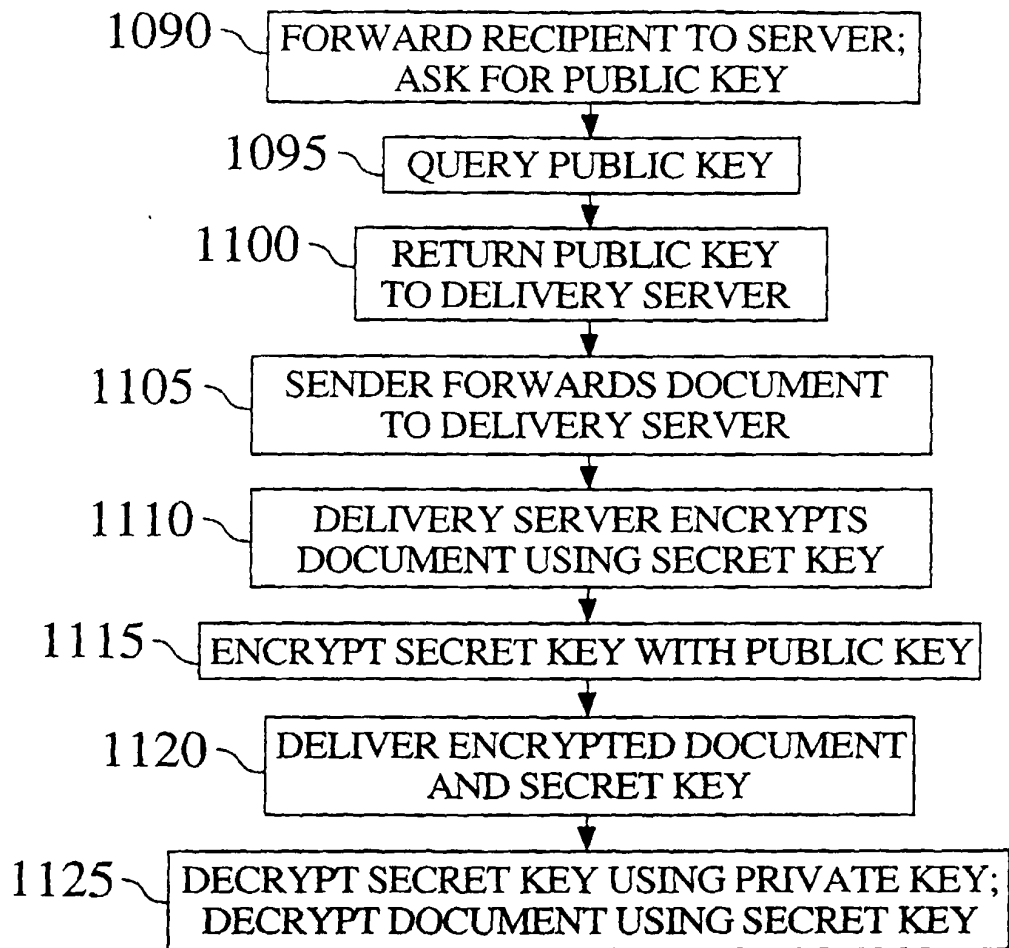 1090
FORWARD RECIPIENT TO SERVER;
ASK FOR PUBLIC KEY
1095
QUERY PUBLIC KEY
1100
RETURN PUBLIC KEY
TO DELIVERY SERVER
1105
SENDER FORWARDS DOCUMENT
TO DELIVERY SERVER
1110
DELIVERY SERVER ENCRYPTS
DOCUMENT USING SECRET KEY
1115
ENCRYPT SECRET KEY WITH PUBLIC KEY
1120
DELIVER ENCRYPTED DOCUMENT
AND SECRET KEY
1125
DECRYPT SECRET KEY USING PRIVATE KEY;
DECRYPT DOCUMENT USING SECRET KEY